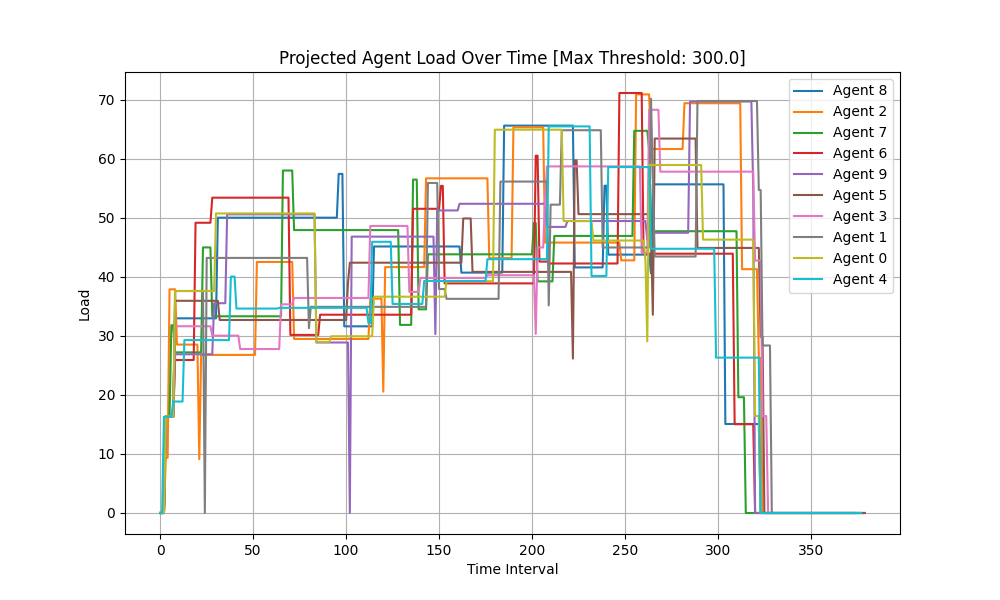 Projected Agent Load Over Time [Max Threshold: 300.0]
Load
70
60
50
40
30
20
10
0
0 50 100 150 200 250 300 350
Time Interval
Agent 8
Agent 2
Agent 7
Agent 6
Agent 9
Agent 5
Agent 3
Agent 1
Agent 0
Agent 4